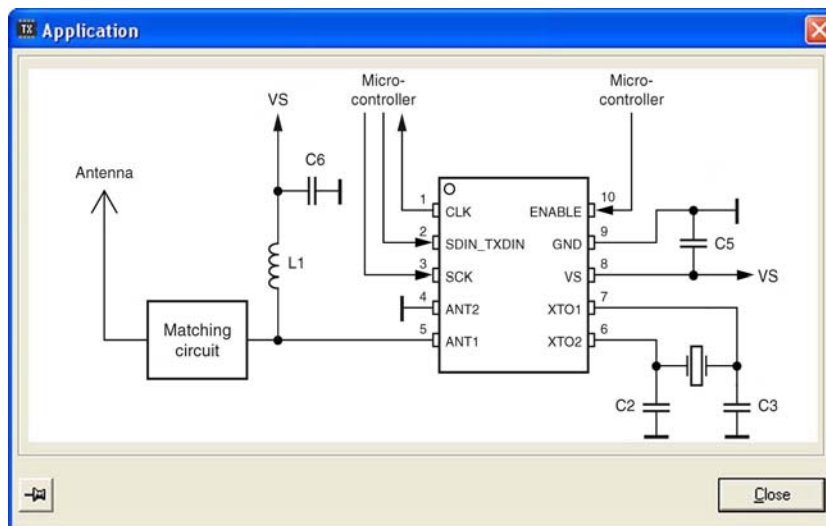 TX Application
Micro-
controller
Micro-
controller
VS
C6
Antenna
1
CLK
ENABLE
10
2
SDIN_TXDIN
GND
9
C5
L1
3
SCK
VS
8
VS
4
ANT2
XTO1
7
Matching
circuit
5
ANT1
XTO2
6
C2
C3
Close